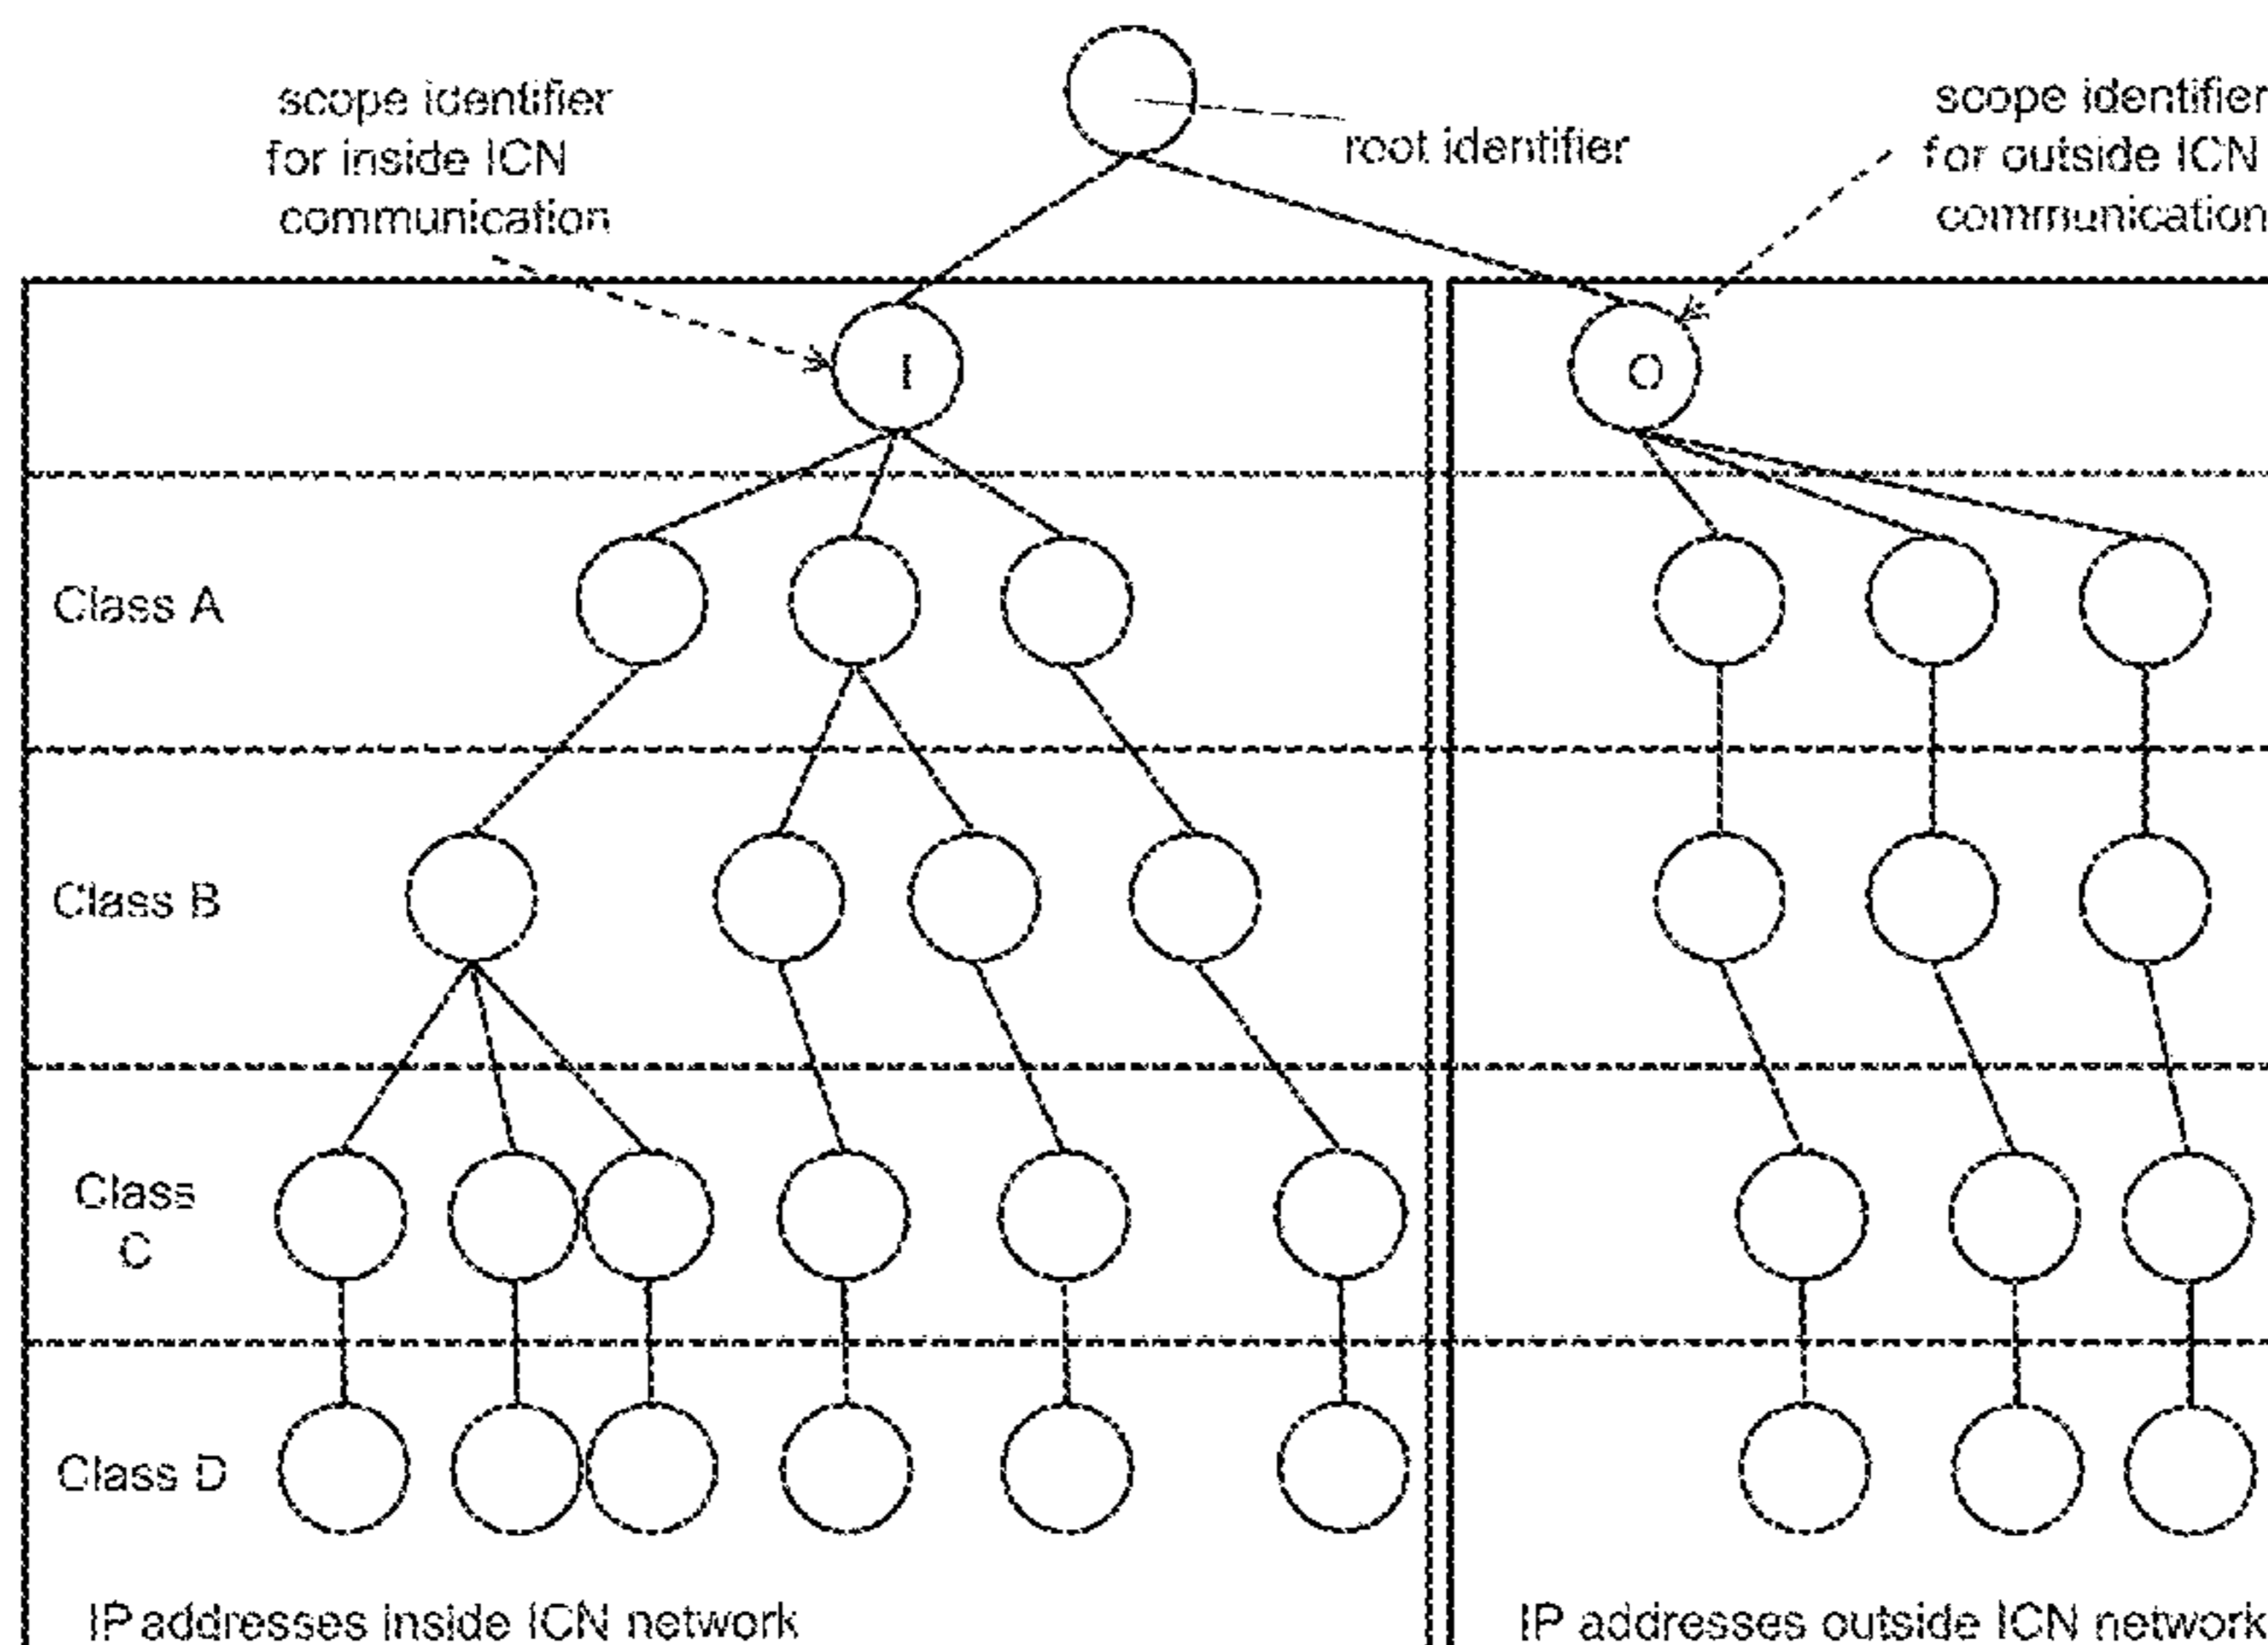 scope identifier
for inside ICN
communication
root identifier
scope identifier
for outside ICN
communication
I
O
Class A
Class B
Class
C
Class D
IP addresses inside ICN network
IP addresses outside ICN network